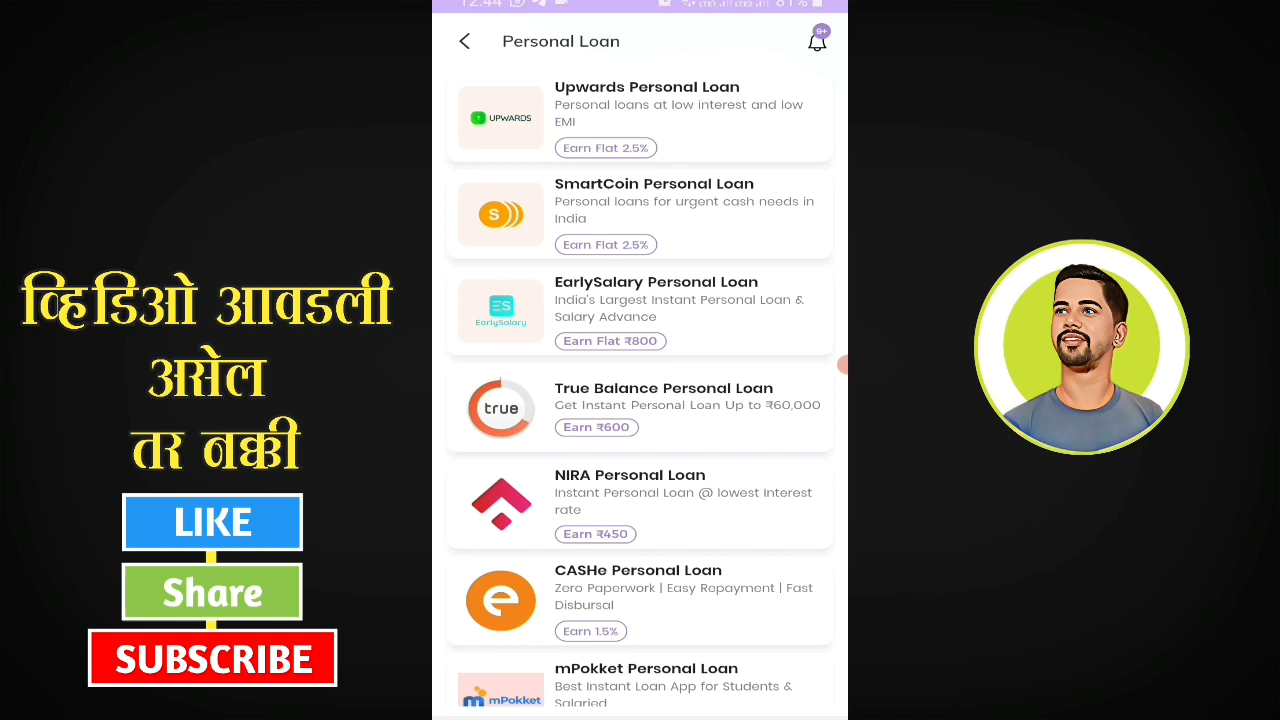 व्हिडिओ आवडली
असेल
तर नक्की
LIKE
Share
SUBSCRIBE
12:44
81%
Personal Loan
9+
UPWARDS
Upwards Personal Loan
Personal loans at low interest and low
EMI
Earn Flat 2.5%
S
SmartCoin Personal Loan
Personal loans for urgent cash needs in
India
Earn Flat 2.5%
ES
EarlySalary
EarlySalary Personal Loan
India's Largest Instant Personal Loan &
Salary Advance
Earn Flat ₹800
true
True Balance Personal Loan
Get Instant Personal Loan Up to ₹60,000
Earn ₹600
NIRA Personal Loan
Instant Personal Loan @ lowest Interest
rate
Earn ₹450
CASHe Personal Loan
Zero Paperwork | Easy Repayment | Fast
Disbursal
Earn 1.5%
mPokket
mPokket Personal Loan
Best Instant Loan App for Students &
Salaried